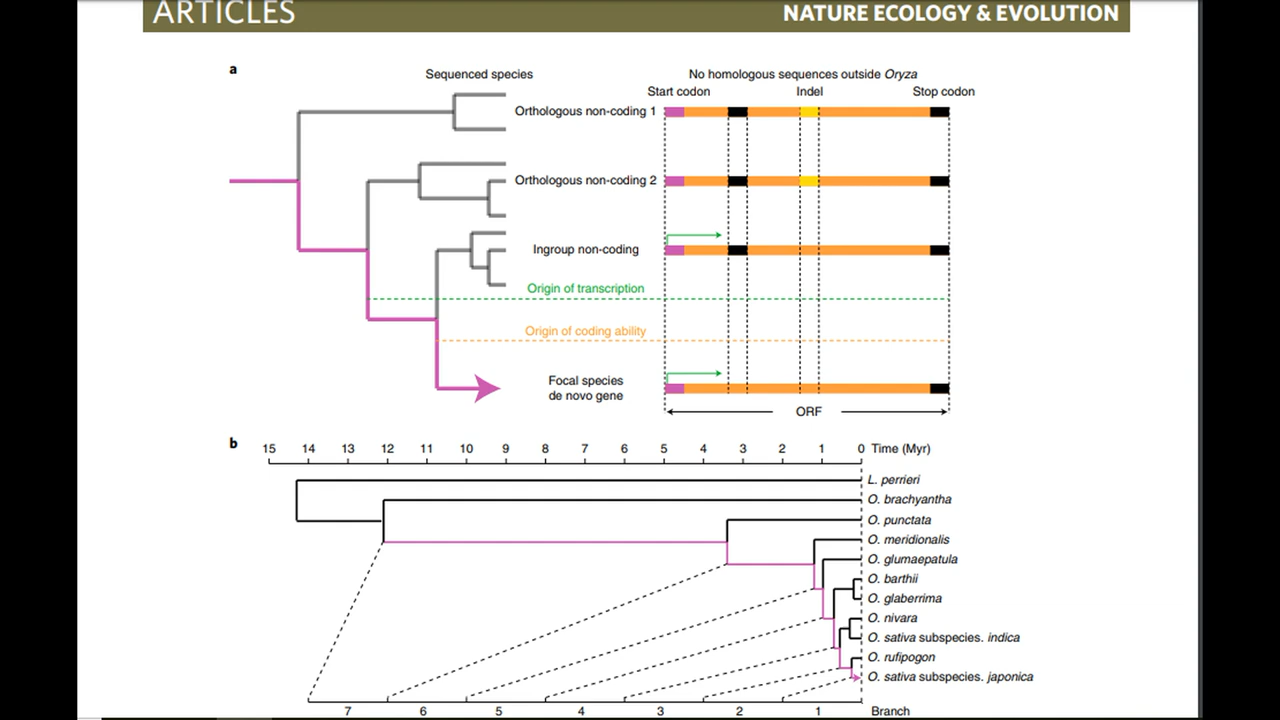 ARTICLES NATURE ECOLOGY & EVOLUTION
a
Sequenced species No homologous sequences outside Oryza
Start codon Indel Stop codon
Orthologous non-coding 1
Orthologous non-coding 2
Ingroup non-coding
Origin of transcription
Origin of coding ability
Focal species
de novo gene
ORF
b
15 14 13 12 11 10 9 8 7 6 5 4 3 2 1 0 Time (Myr)
L. perrieri
O. brachyantha
O. punctata
O. meridionalis
O. glumaepatula
O. barthii
O. glaberrima
O. nivara
O. sativa subspecies. indica
O. rufipogon
O. sativa subspecies. japonica
7 6 5 4 3 2 1 Branch